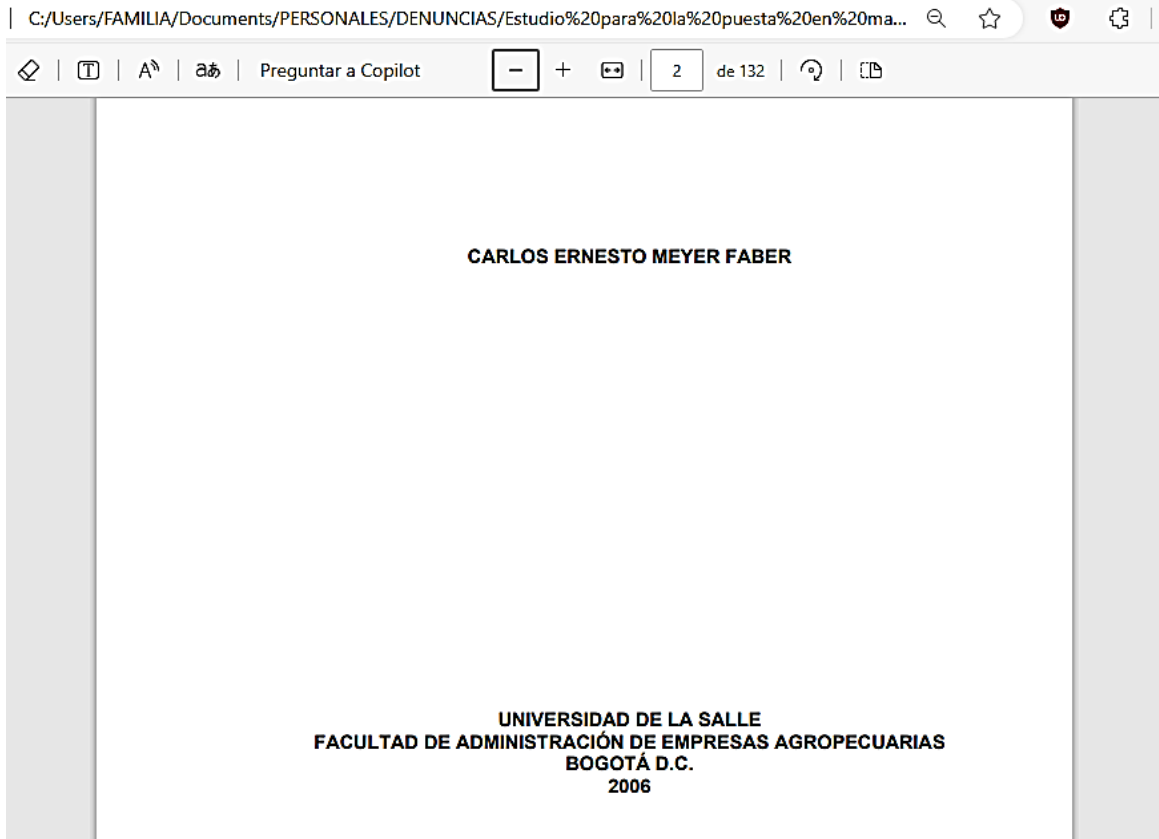 C:/Users/FAMILIA/Documents/PERSONALES/DENUNCIAS/Estudio%20para%20la%20puesta%20en%20ma...
Preguntar a Copilot 2 de 132
CARLOS ERNESTO MEYER FABER
UNIVERSIDAD DE LA SALLE
FACULTAD DE ADMINISTRACIÓN DE EMPRESAS AGROPECUARIAS
BOGOTÁ D.C.
2006